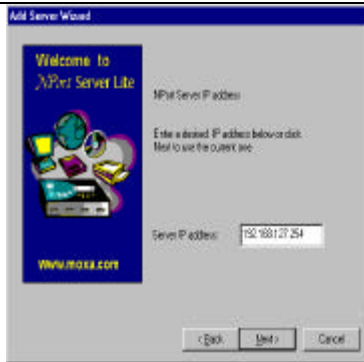 Add Server Wizard
Welcome to
NPort Server Lite
NPort Server IP address
Enter a desired IP address below or click
Next to use the current one
Server IP address:
192.168.127.254
www.moxa.com
< Back
Next >
Cancel